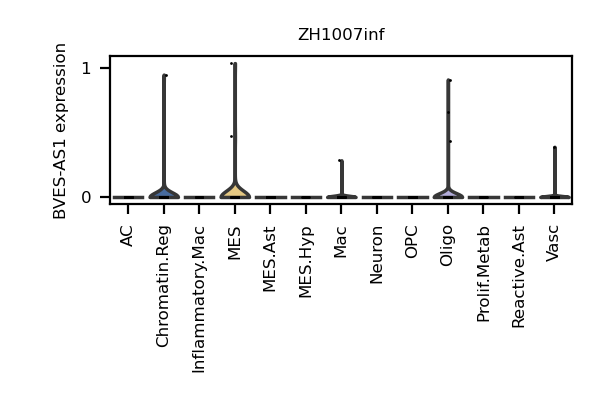 ZH1007inf
BVES-AS1 expression
1
0
AC
Chromatin.Reg
Inflammatory.Mac
MES
MES.Ast
MES.Hyp
Mac
Neuron
OPC
Oligo
Prolif.Metab
Reactive.Ast
Vasc